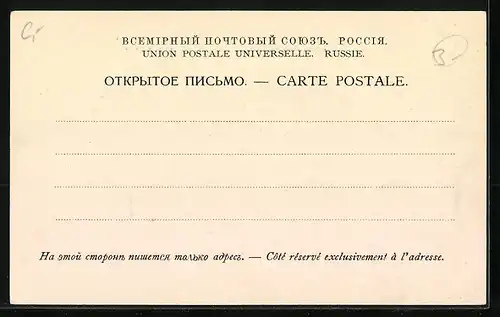 ВСЕМІРНЫЙ ПОЧТОВЫЙ СОЮЗЪ. РОССІЯ.
UNION POSTALE UNIVERSELLE. RUSSIE.
ОТКРЫТОЕ ПИСЬМО. — CARTE POSTALE.
На этой сторонѣ пишется только адресъ. — Côté réservé exclusivement à l'adresse.